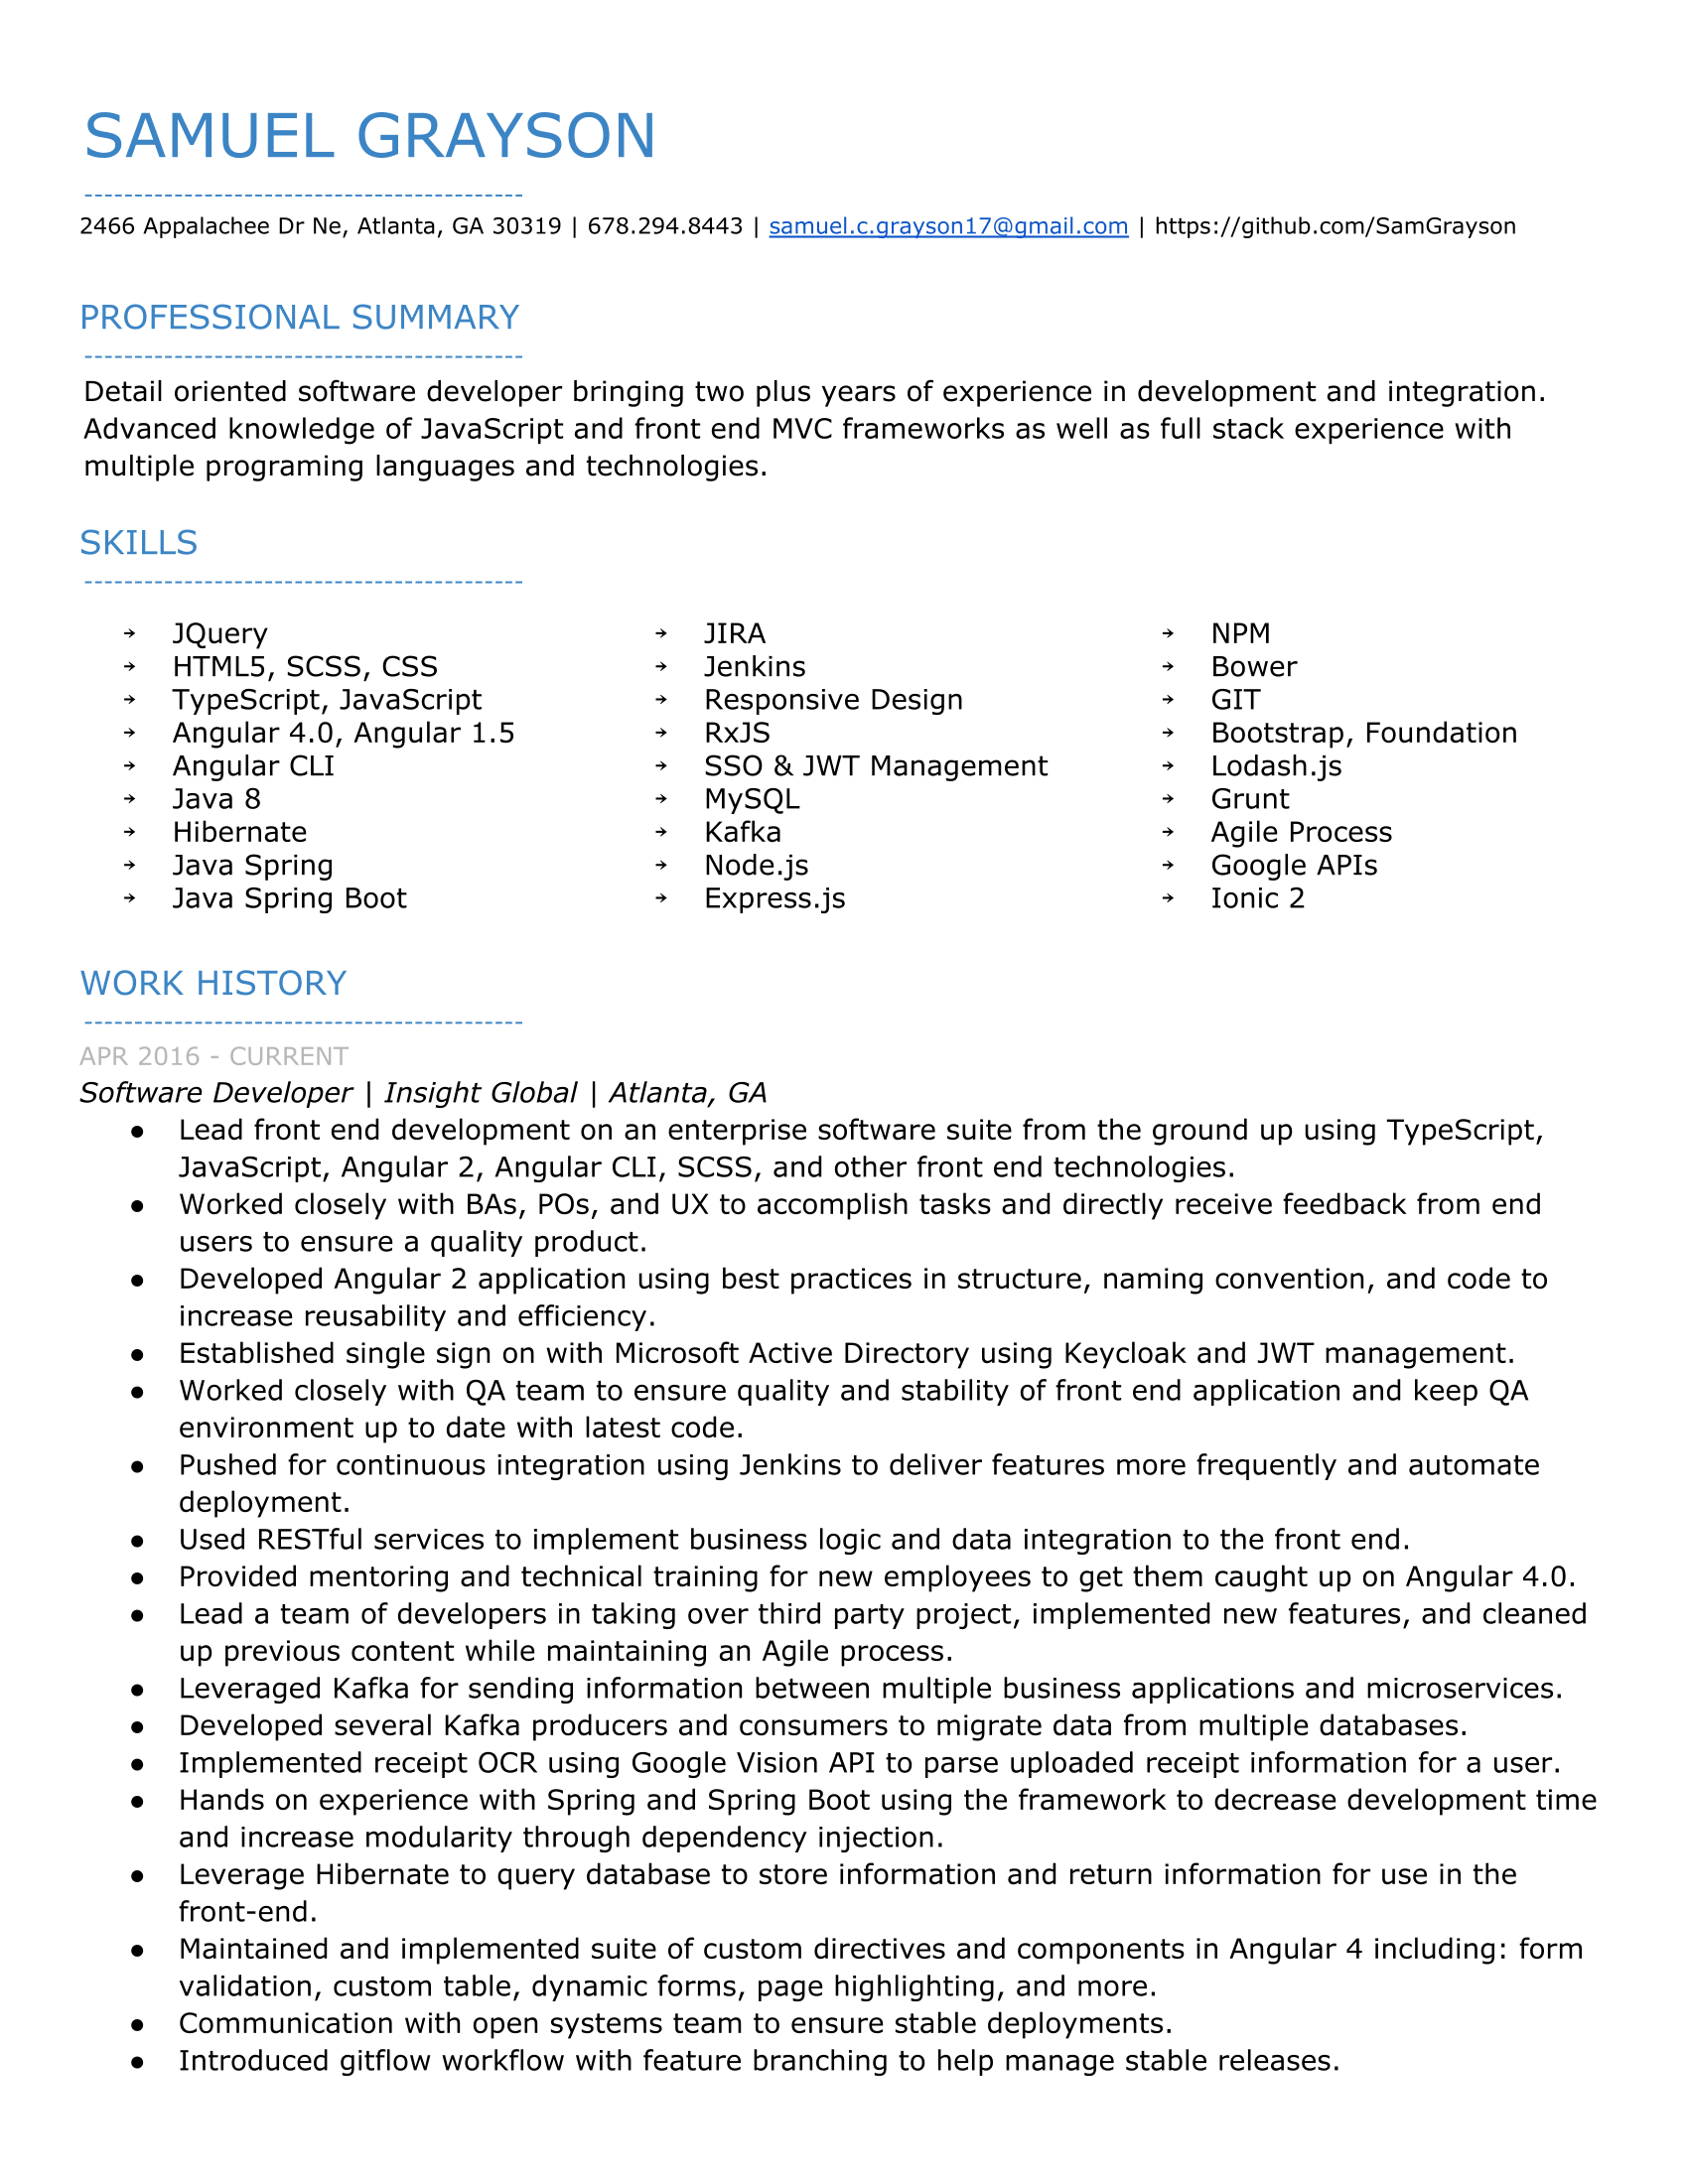 SAMUEL GRAYSON
--------------------------------------------
2466 Appalachee Dr Ne, Atlanta, GA 30319 | 678.294.8443 | samuel.c.grayson17@gmail.com | https://github.com/SamGrayson
PROFESSIONAL SUMMARY
--------------------------------------------
Detail oriented software developer bringing two plus years of experience in development and integration.
Advanced knowledge of JavaScript and front end MVC frameworks as well as full stack experience with
multiple programing languages and technologies.
SKILLS
--------------------------------------------
➔ JQuery
➔ HTML5, SCSS, CSS
➔ TypeScript, JavaScript
➔ Angular 4.0, Angular 1.5
➔ Angular CLI
➔ Java 8
➔ Hibernate
➔ Java Spring
➔ Java Spring Boot
➔ JIRA
➔ Jenkins
➔ Responsive Design
➔ RxJS
➔ SSO & JWT Management
➔ MySQL
➔ Kafka
➔ Node.js
➔ Express.js
➔ NPM
➔ Bower
➔ GIT
➔ Bootstrap, Foundation
➔ Lodash.js
➔ Grunt
➔ Agile Process
➔ Google APIs
➔ Ionic 2
WORK HISTORY
--------------------------------------------
APR 2016 - CURRENT
Software Developer | Insight Global | Atlanta, GA
● Lead front end development on an enterprise software suite from the ground up using TypeScript,
JavaScript, Angular 2, Angular CLI, SCSS, and other front end technologies.
● Worked closely with BAs, POs, and UX to accomplish tasks and directly receive feedback from end
users to ensure a quality product.
● Developed Angular 2 application using best practices in structure, naming convention, and code to
increase reusability and efficiency.
● Established single sign on with Microsoft Active Directory using Keycloak and JWT management.
● Worked closely with QA team to ensure quality and stability of front end application and keep QA
environment up to date with latest code.
● Pushed for continuous integration using Jenkins to deliver features more frequently and automate
deployment.
● Used RESTful services to implement business logic and data integration to the front end.
● Provided mentoring and technical training for new employees to get them caught up on Angular 4.0.
● Lead a team of developers in taking over third party project, implemented new features, and cleaned
up previous content while maintaining an Agile process.
● Leveraged Kafka for sending information between multiple business applications and microservices.
● Developed several Kafka producers and consumers to migrate data from multiple databases.
● Implemented receipt OCR using Google Vision API to parse uploaded receipt information for a user.
● Hands on experience with Spring and Spring Boot using the framework to decrease development time
and increase modularity through dependency injection.
● Leverage Hibernate to query database to store information and return information for use in the
front-end.
● Maintained and implemented suite of custom directives and components in Angular 4 including: form
validation, custom table, dynamic forms, page highlighting, and more.
● Communication with open systems team to ensure stable deployments.
● Introduced gitflow workflow with feature branching to help manage stable releases.